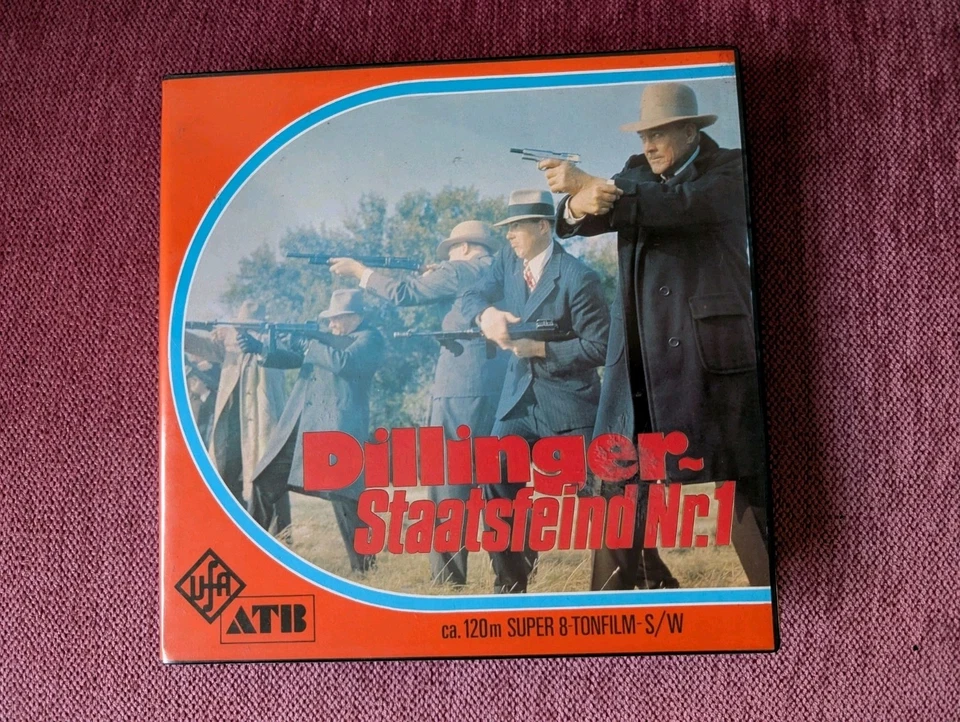 Dillinger-
Staatsfeind Nr.1
UFA
ATB
ca. 120m SUPER 8-TONFILM-S/W